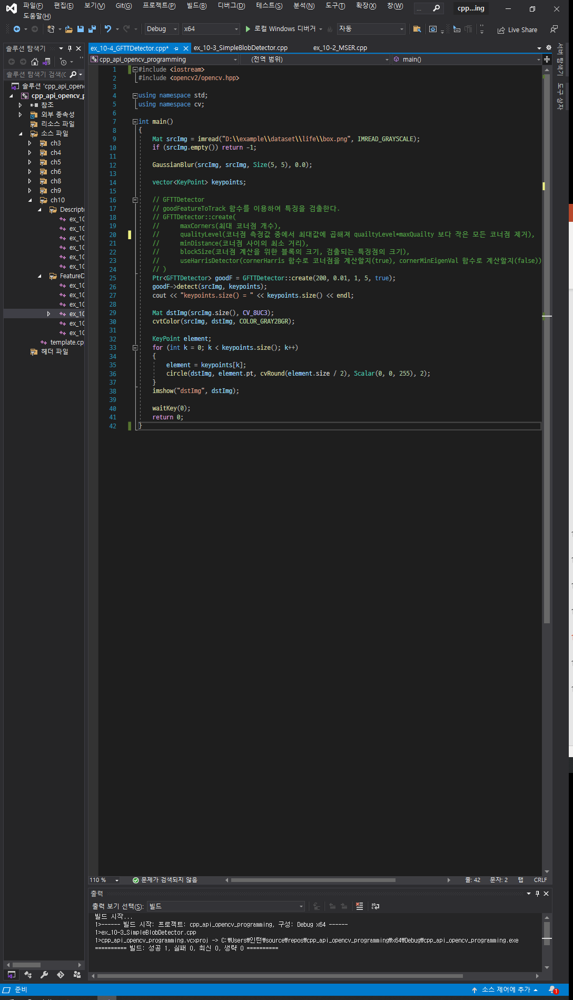 파일(F) 편집(E) 보기(V) Git(G) 프로젝트(P) 빌드(B) 디버그(D) 테스트(S) 분석(N) 도구(T) 확장(X) 창(W) ... cpp...ing
도움말(H)
Debug x64 로컬 Windows 디버거 자동 Live Share
솔루션 탐색기
솔루션 탐색기 검색(C
솔루션 'cpp_api_openc
cpp_api_opencv_p
참조
외부 종속성
리소스 파일
소스 파일
ch3
ch4
ch5
ch6
ch8
ch9
ch10
Descripto
ex_10
ex_10
ex_10
ex_10
ex_10
ex_10
FeatureD
ex_10
ex_10
ex_10
ex_10
ex_10
ex_10
template.cp
헤더 파일
ex_10-4_GFTTDetector.cpp* ex_10-3_SimpleBlobDetector.cpp ex_10-2_MSER.cpp
cpp_api_opencv_programming (전역 범위) main()
1 #include <iostream>
2 #include <opencv2/opencv.hpp>
3
4 using namespace std;
5 using namespace cv;
6
7 int main()
8 {
9 Mat srcImg = imread("D:\\example\\dataset\\life\\box.png", IMREAD_GRAYSCALE);
10 if (srcImg.empty()) return -1;
11
12 GaussianBlur(srcImg, srcImg, Size(5, 5), 0.0);
13
14 vector<KeyPoint> keypoints;
15
16 // GFTTDetector
17 // goodFeatureToTrack 함수를 이용하여 특징을 검출한다.
18 // GFTTDetector::create(
19 // maxCorners(최대 코너점 개수),
20 // qualityLevel(코너점 측정값 중에서 최대값에 곱해져 quailtyLevel*maxQuailty 보다 작은 모든 코너점 제거),
21 // minDistance(코너점 사이의 최소 거리),
22 // blockSize(코너점 계산을 위한 블록의 크기, 검출되는 특징점의 크기),
23 // useHarrisDetector(cornerHarris 함수로 코너점을 계산할지(true), cornerMinEigenVal 함수로 계산할지(false))
24 // )
25 Ptr<GFTTDetector> goodF = GFTTDetector::create(200, 0.01, 1, 5, true);
26 goodF->detect(srcImg, keypoints);
27 cout << "keypoints.size() = " << keypoints.size() << endl;
28
29 Mat dstImg(srcImg.size(), CV_8UC3);
30 cvtColor(srcImg, dstImg, COLOR_GRAY2BGR);
31
32 KeyPoint element;
33 for (int k = 0; k < keypoints.size(); k++)
34 {
35 element = keypoints[k];
36 circle(dstImg, element.pt, cvRound(element.size / 2), Scalar(0, 0, 255), 2);
37 }
38 imshow("dstImg", dstImg);
39
40 waitKey(0);
41 return 0;
42 }
서버 탐색기
도구 상자
110 % 문제가 검색되지 않음 줄: 42 문자: 2 탭 CRLF
출력
출력 보기 선택(S): 빌드
빌드 시작...
1>------ 빌드 시작: 프로젝트: cpp_api_opencv_programming, 구성: Debug x64 ------
1>ex_10-3_SimpleBlobDetector.cpp
1>cpp_api_opencv_programming.vcxproj -> C:₩Users₩인턴₩source₩repos₩cpp_api_opencv_programming₩x64₩Debug₩cpp_api_opencv_programming.exe
========== 빌드: 성공 1, 실패 0, 최신 0, 생략 0 ==========
준비 소스 제어에 추가 1